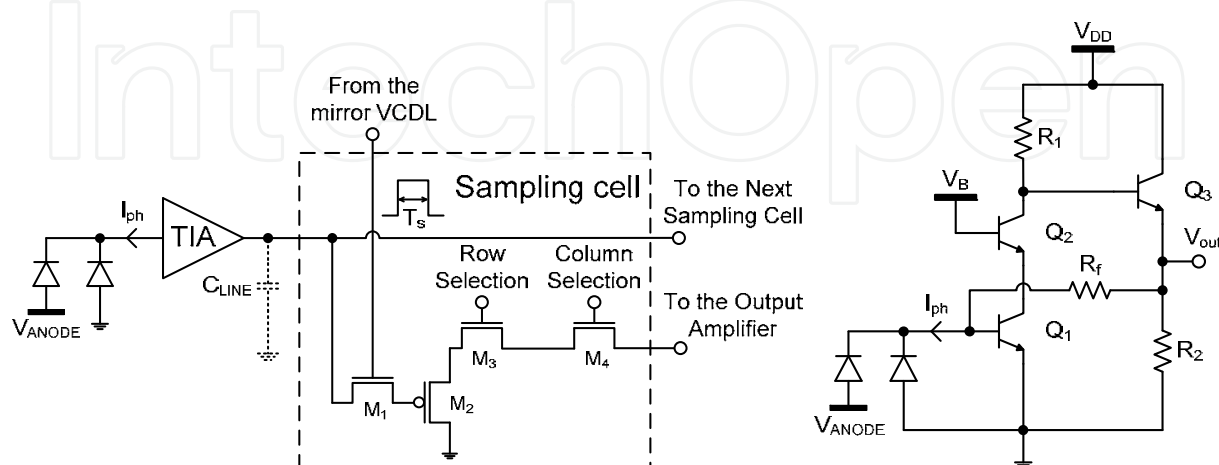 IntechOpen
From the
mirror VCDL
Sampling cell
Ts
To the Next
Sampling Cell
Iph
TIA
CLINE
VANODE
Row
Selection
Column
Selection
To the Output
Amplifier
M1
M2
M3
M4
VDD
R1
VB
Q2
Q3
Vout
Rf
Iph
Q1
R2
VANODE